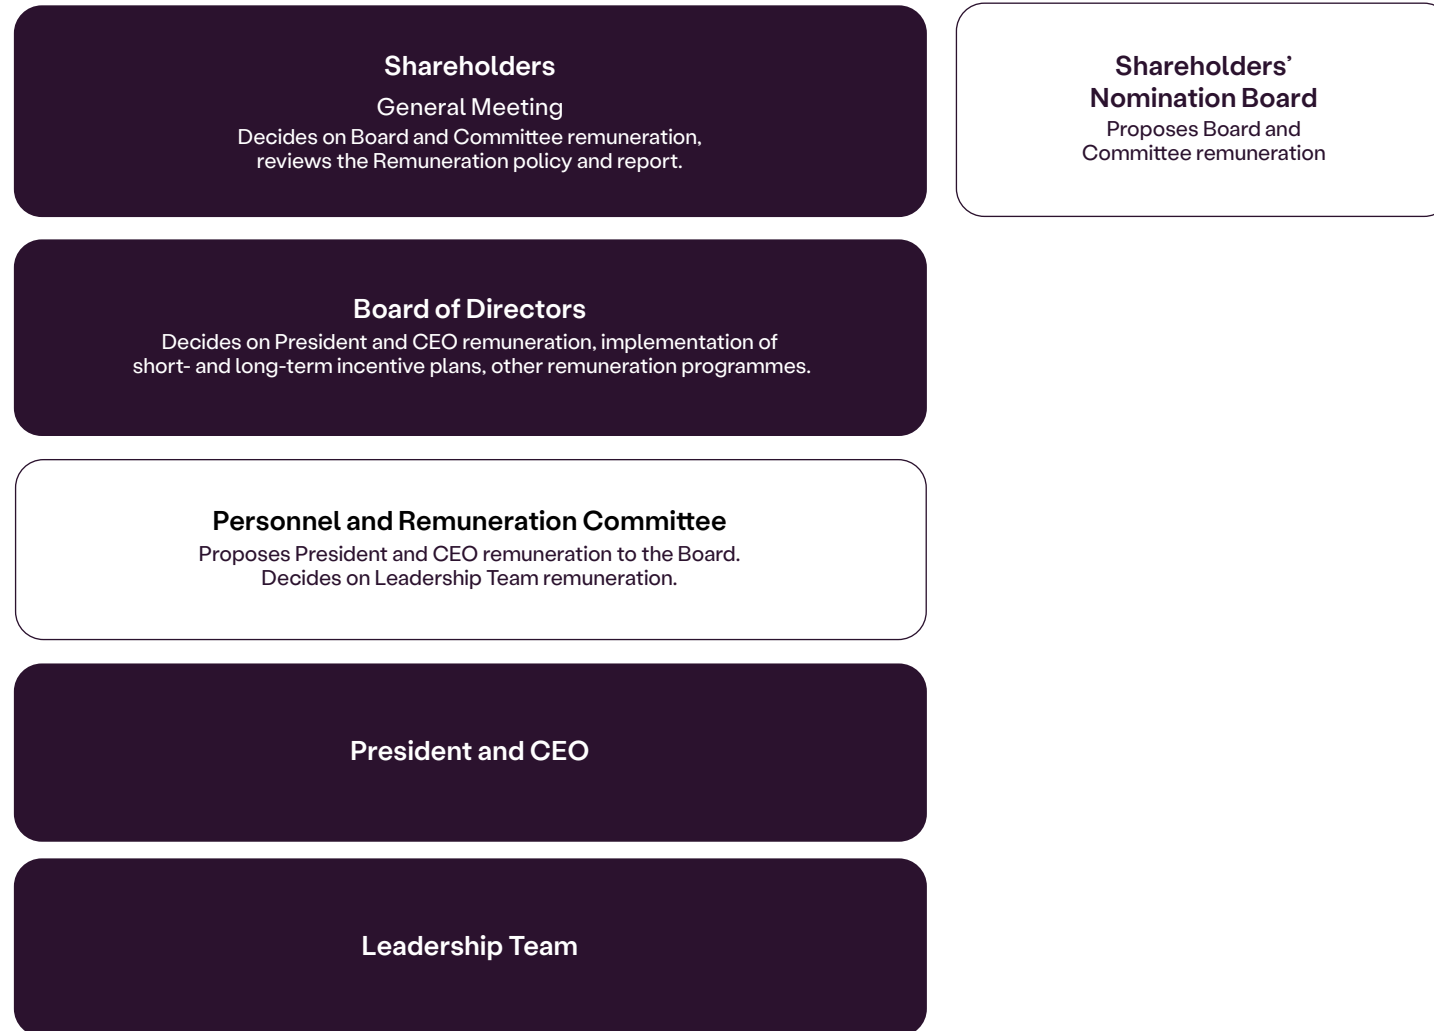 Shareholders
General Meeting
Decides on Board and Committee remuneration,
reviews the Remuneration policy and report.
Shareholders’
Nomination Board
Proposes Board and
Committee remuneration
Board of Directors
Decides on President and CEO remuneration, implementation of
short- and long-term incentive plans, other remuneration programmes.
Personnel and Remuneration Committee
Proposes President and CEO remuneration to the Board.
Decides on Leadership Team remuneration.
President and CEO
Leadership Team